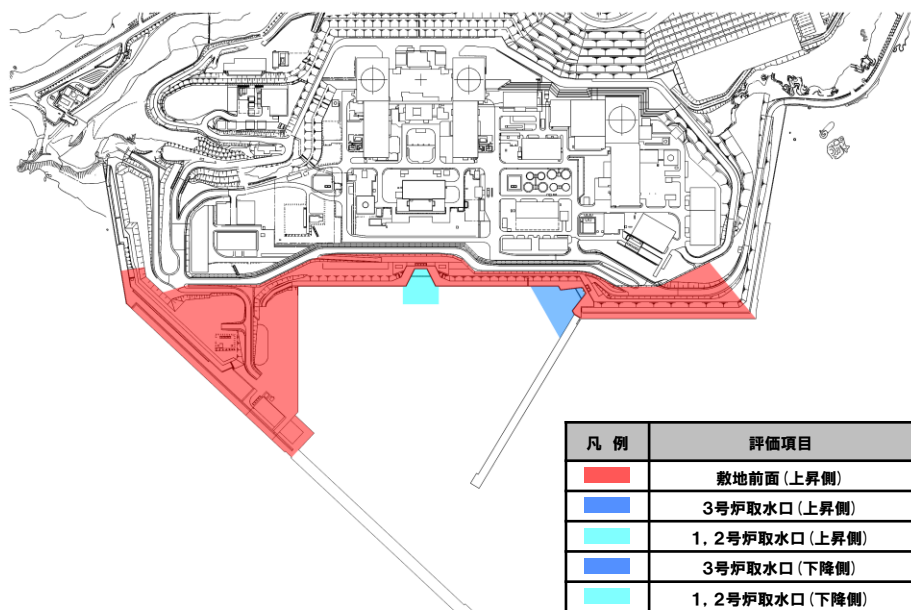 凡 例 評価項目
敷地前面(上昇側)
3号炉取水口(上昇側)
1, 2号炉取水口(上昇側)
3号炉取水口(下降側)
1, 2号炉取水口(下降側)